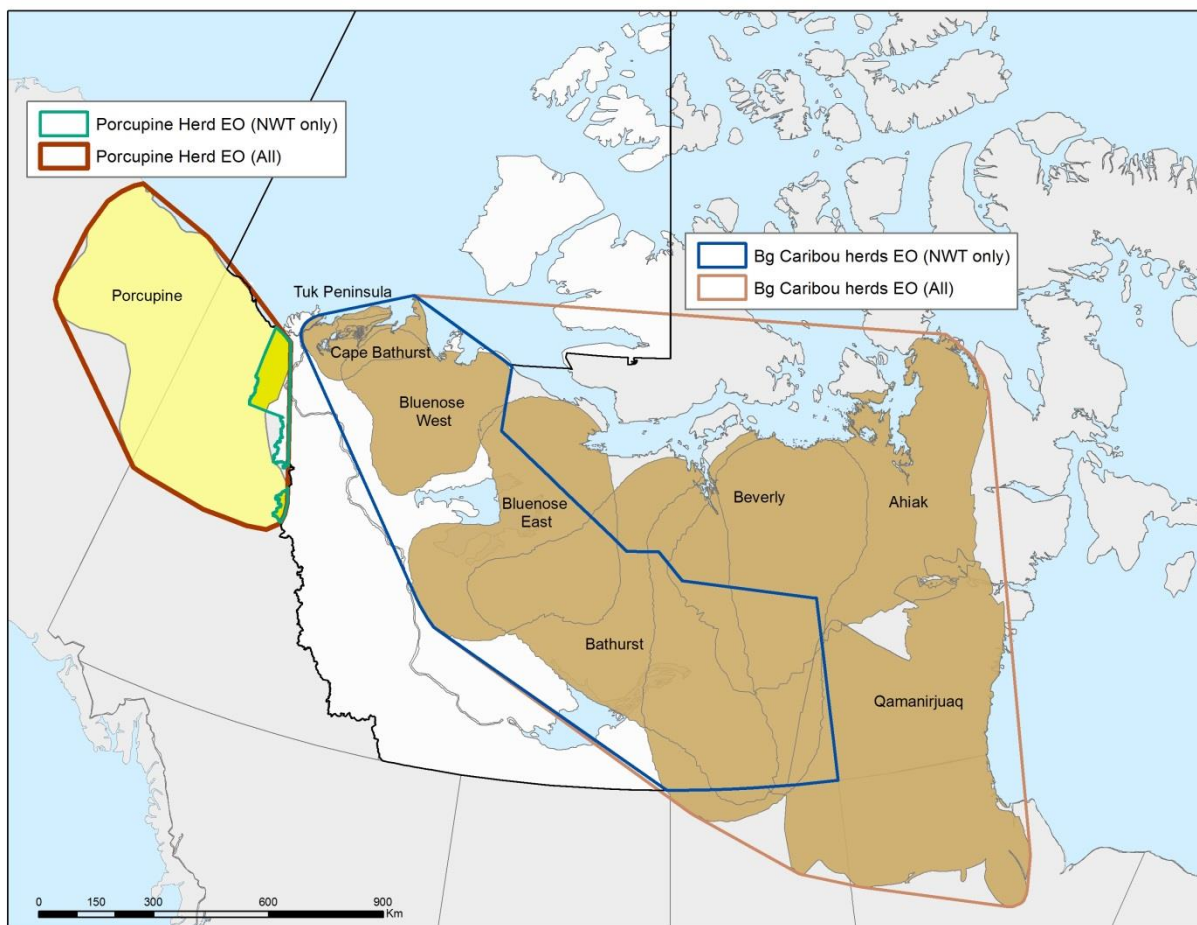 Porcupine Herd EO (NWT only)
Porcupine Herd EO (All)
Bg Caribou herds EO (NWT only)
Bg Caribou herds EO (All)
Porcupine
Tuk Peninsula
Cape Bathurst
Bluenose
West
Bluenose
East
Beverly
Ahiak
Bathurst
Qamanirjuaq
0 150 300 600 900
Km